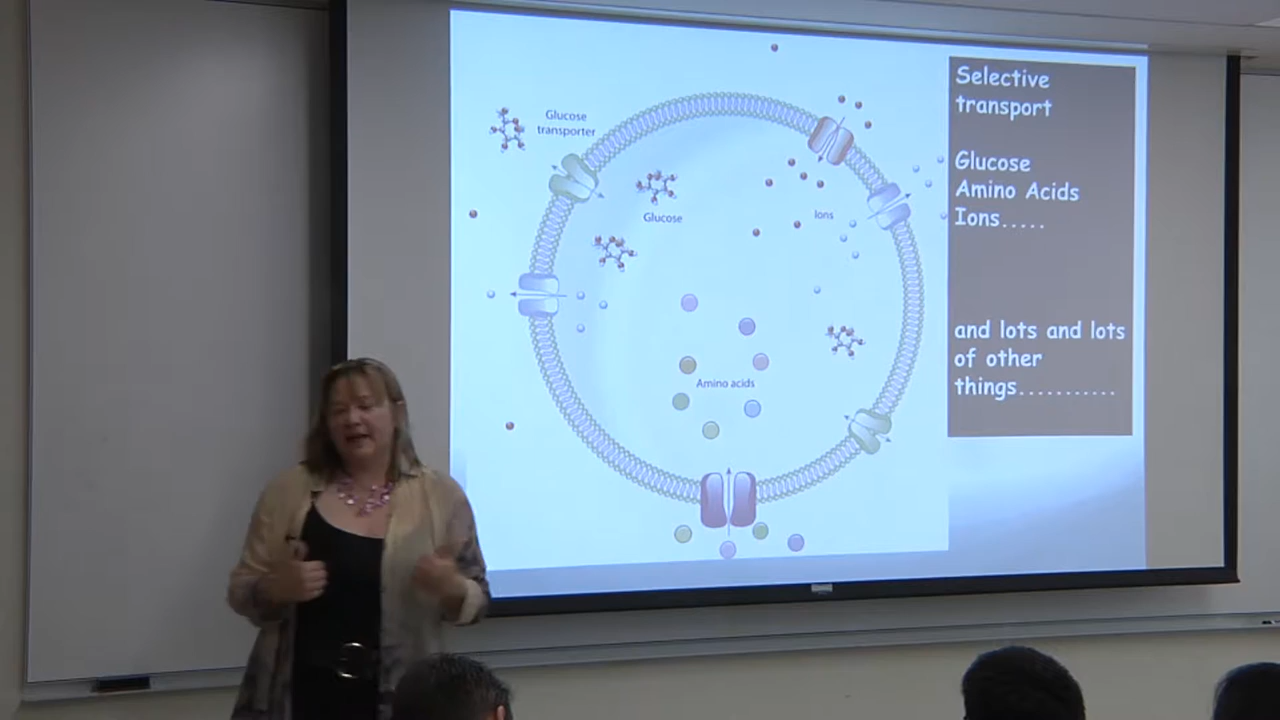 Glucose
transporter
Glucose
Ions
Amino acids
Selective
transport
Glucose
Amino Acids
Ions.....
and lots and lots
of other
things...........